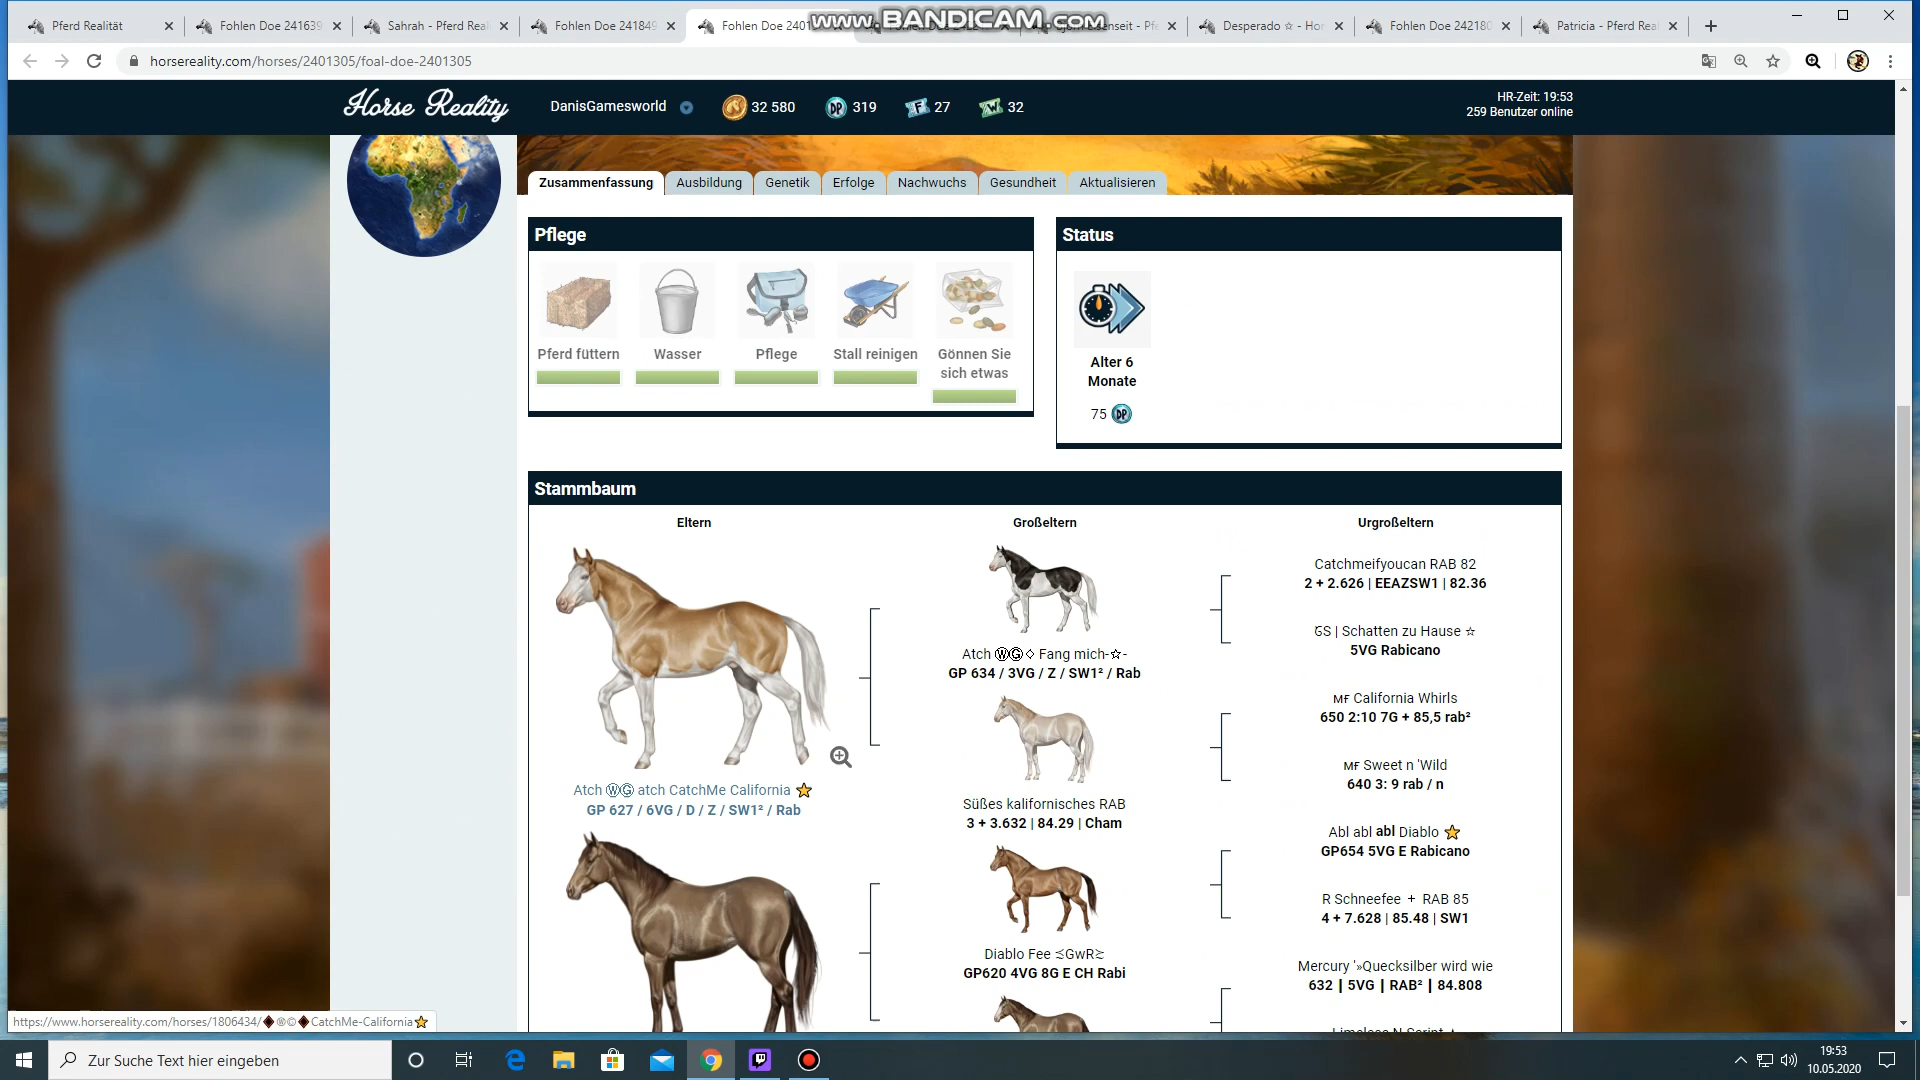 Pferd Realität
Fohlen Doe 241639
Sahrah - Pferd Real
Fohlen Doe 241849
Fohlen Doe 2401
www.BANDICAM.com
Desperado ☆ - Hor
Fohlen Doe 242180
Patricia - Pferd Real
horsereality.com/horses/2401305/foal-doe-2401305
Horse Reality
DanisGamesworld
32 580
DP
319
F
27
W
32
HR-Zeit: 19:53
259 Benutzer online
Zusammenfassung
Ausbildung
Genetik
Erfolge
Nachwuchs
Gesundheit
Aktualisieren
Pflege
Pferd füttern
Wasser
Pflege
Stall reinigen
Gönnen Sie
sich etwas
Status
Alter 6
Monate
75 DP
Stammbaum
Eltern
Großeltern
Urgroßeltern
Atch ⓌⒼ atch CatchMe California ⭐
GP 627 / 6VG / D / Z / SW1² / Rab
Atch ⓌⒼ♢ Fang mich-☆-
GP 634 / 3VG / Z / SW1² / Rab
Süßes kalifornisches RAB
3 + 3.632 | 84.29 | Cham
Diablo Fee ≲GwR≳
GP620 4VG 8G E CH Rabi
Catchmeifyoucan RAB 82
2 + 2.626 | EEAZSW1 | 82.36
GS | Schatten zu Hause ☆
5VG Rabicano
MF California Whirls
650 2:10 7G + 85,5 rab²
MF Sweet n 'Wild
640 3: 9 rab / n
Abl abl abl Diablo ⭐
GP654 5VG E Rabicano
R Schneefee + RAB 85
4 + 7.628 | 85.48 | SW1
Mercury '»Quecksilber wird wie
632 | 5VG | RAB² | 84.808
https://www.horsereality.com/horses/1806434/◆®©◆CatchMe-California⭐
Zur Suche Text hier eingeben
19:53
10.05.2020